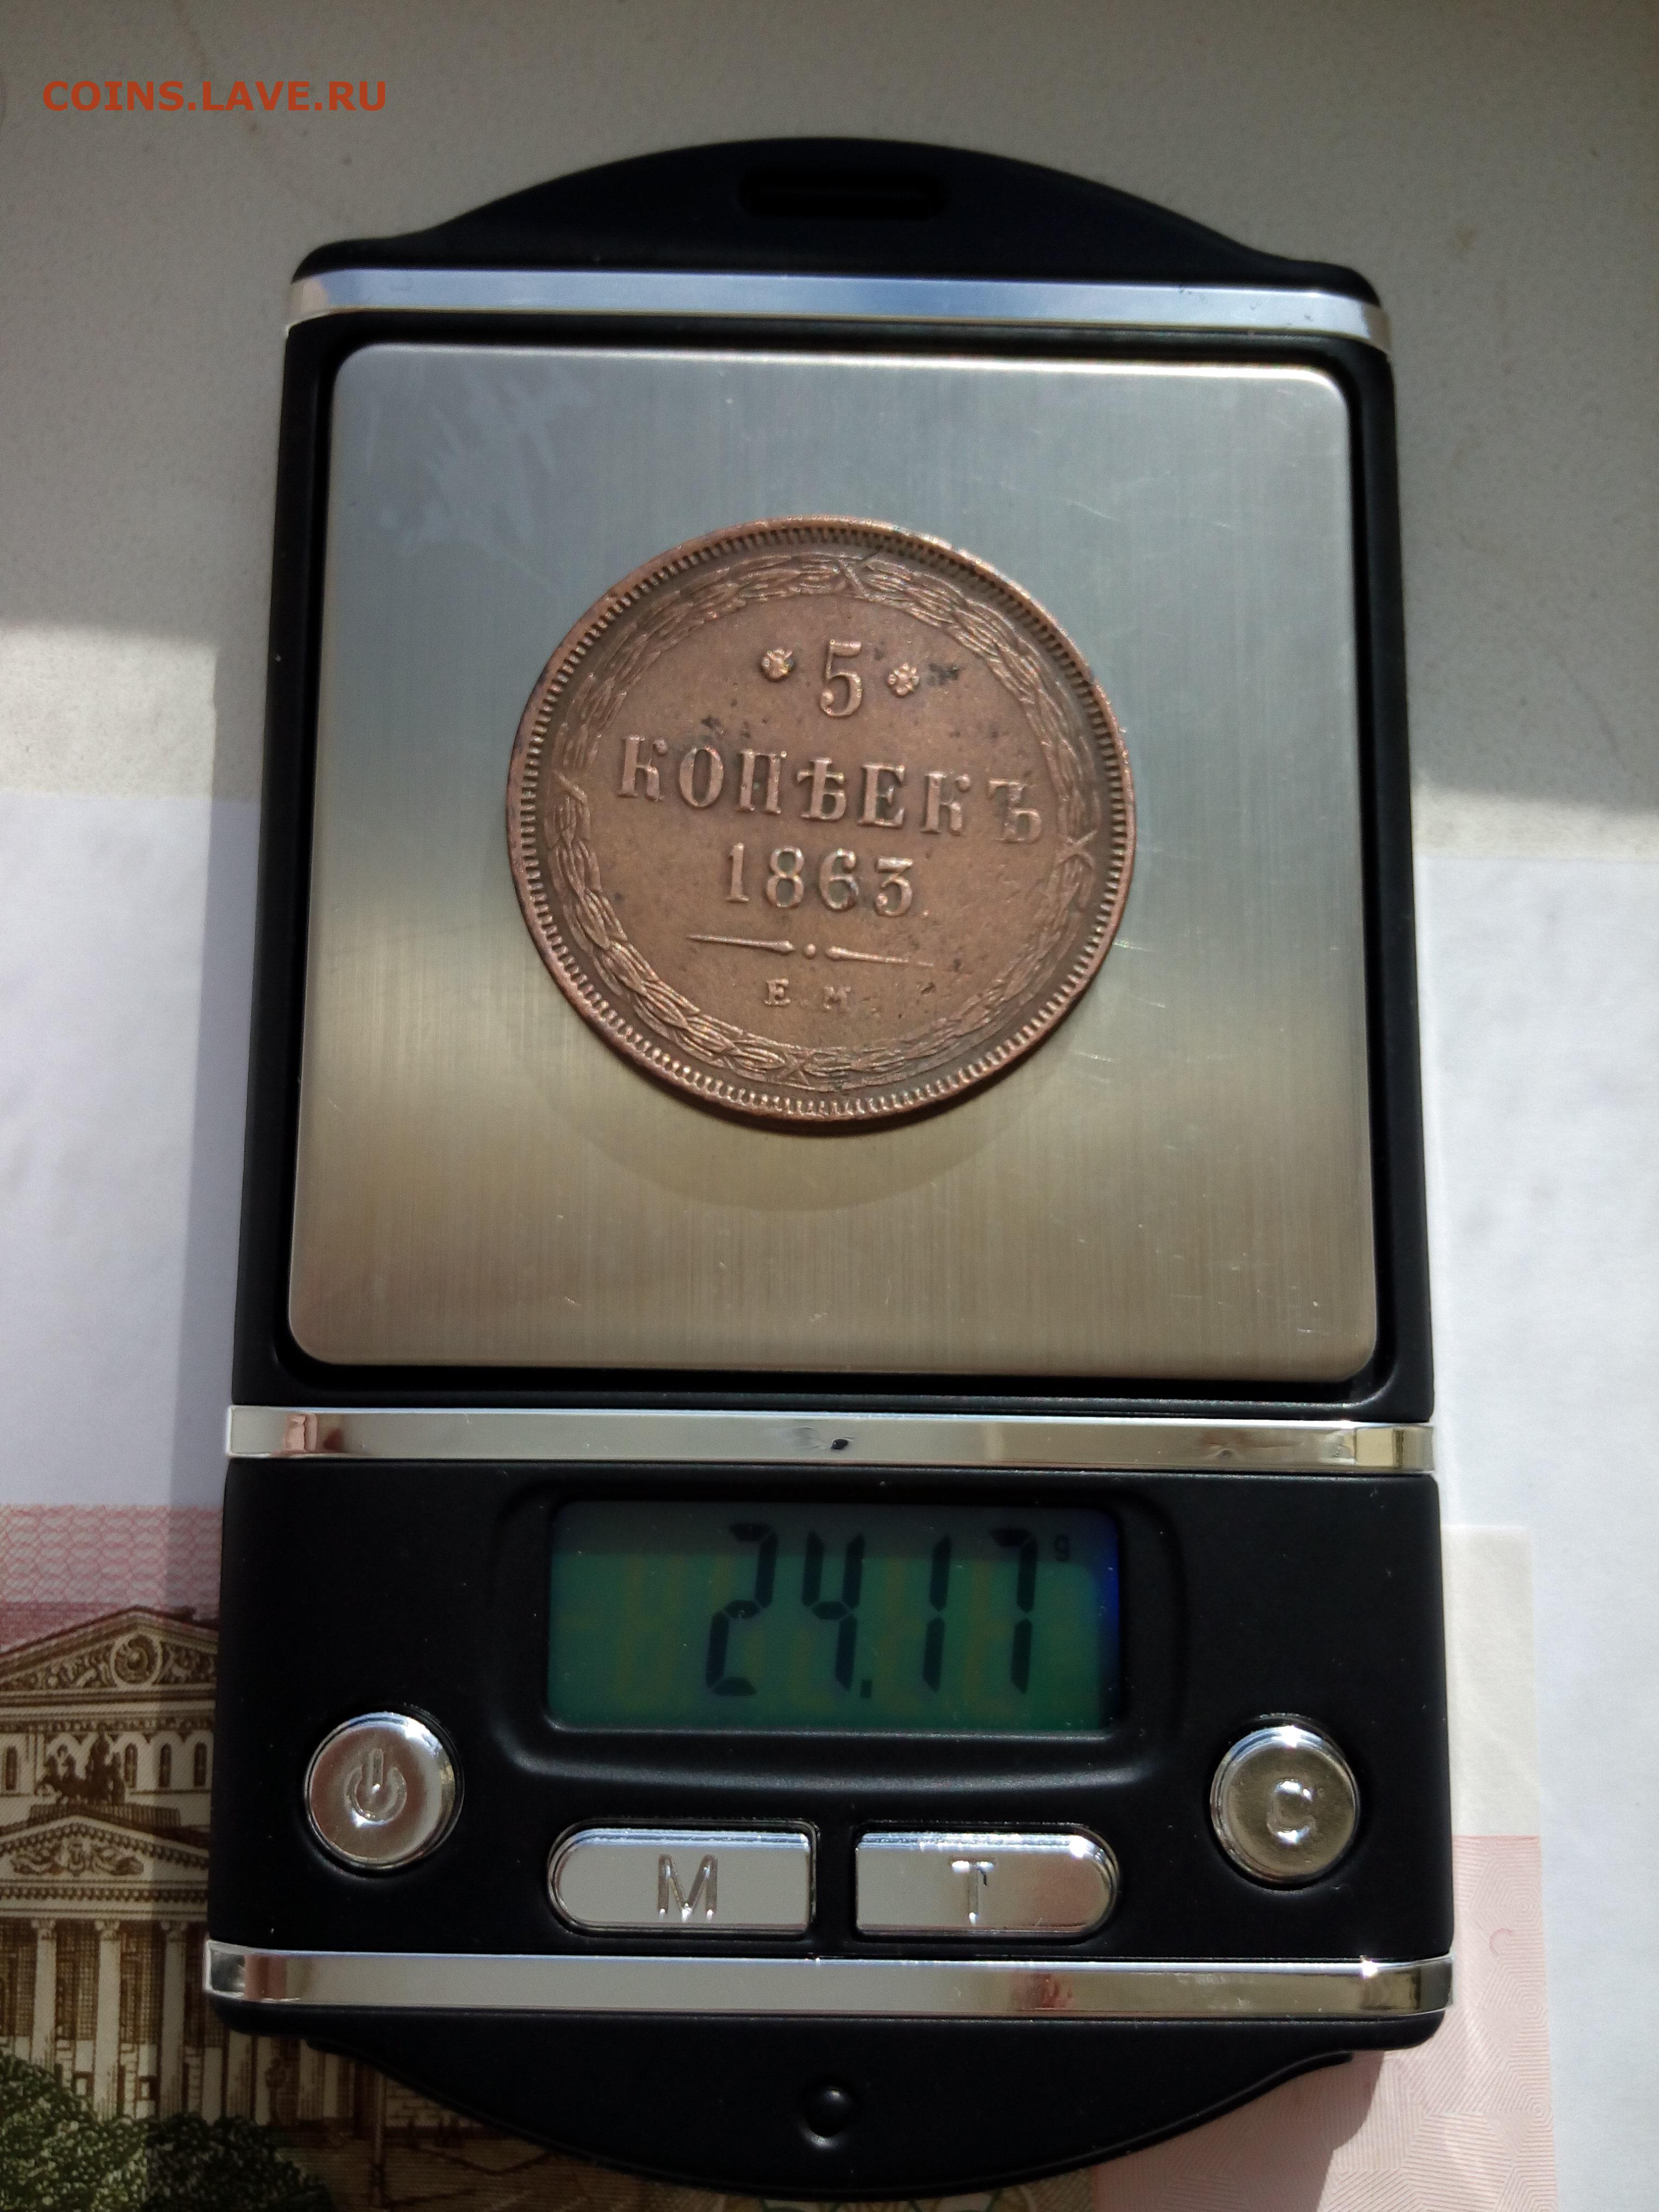 COINS.LAVE.RU
* 5 *
КОПѢЕКЪ
1863
Е.М.
24.17 g
M T C